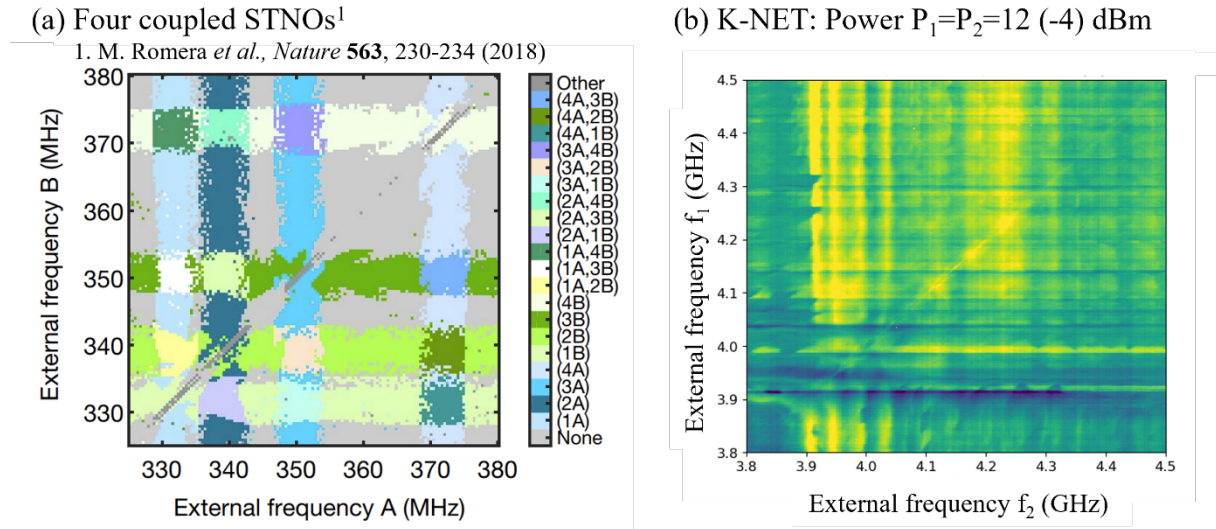 (a) Four coupled STNOs¹
1. M. Romera et al., Nature 563, 230-234 (2018)
External frequency B (MHz)
380
370
360
350
340
330
330 340 350 360 370 380
External frequency A (MHz)
Other
(4A,3B)
(4A,2B)
(4A,1B)
(3A,4B)
(3A,2B)
(3A,1B)
(2A,4B)
(2A,3B)
(2A,1B)
(1A,4B)
(1A,3B)
(1A,2B)
(4B)
(3B)
(2B)
(1B)
(4A)
(3A)
(2A)
(1A)
None
(b) K-NET: Power P₁=P₂=12 (-4) dBm
External frequency f₁ (GHz)
4.5
4.4
4.3
4.2
4.1
4.0
3.9
3.8
3.8 3.9 4.0 4.1 4.2 4.3 4.4 4.5
External frequency f₂ (GHz)